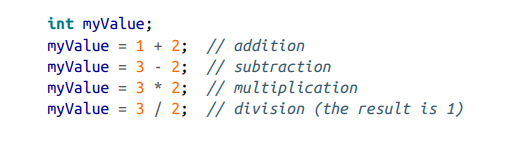 int myValue;
myValue = 1 + 2;  // addition
myValue = 3 - 2;  // subtraction
myValue = 3 * 2;  // multiplication
myValue = 3 / 2;  // division (the result is 1)